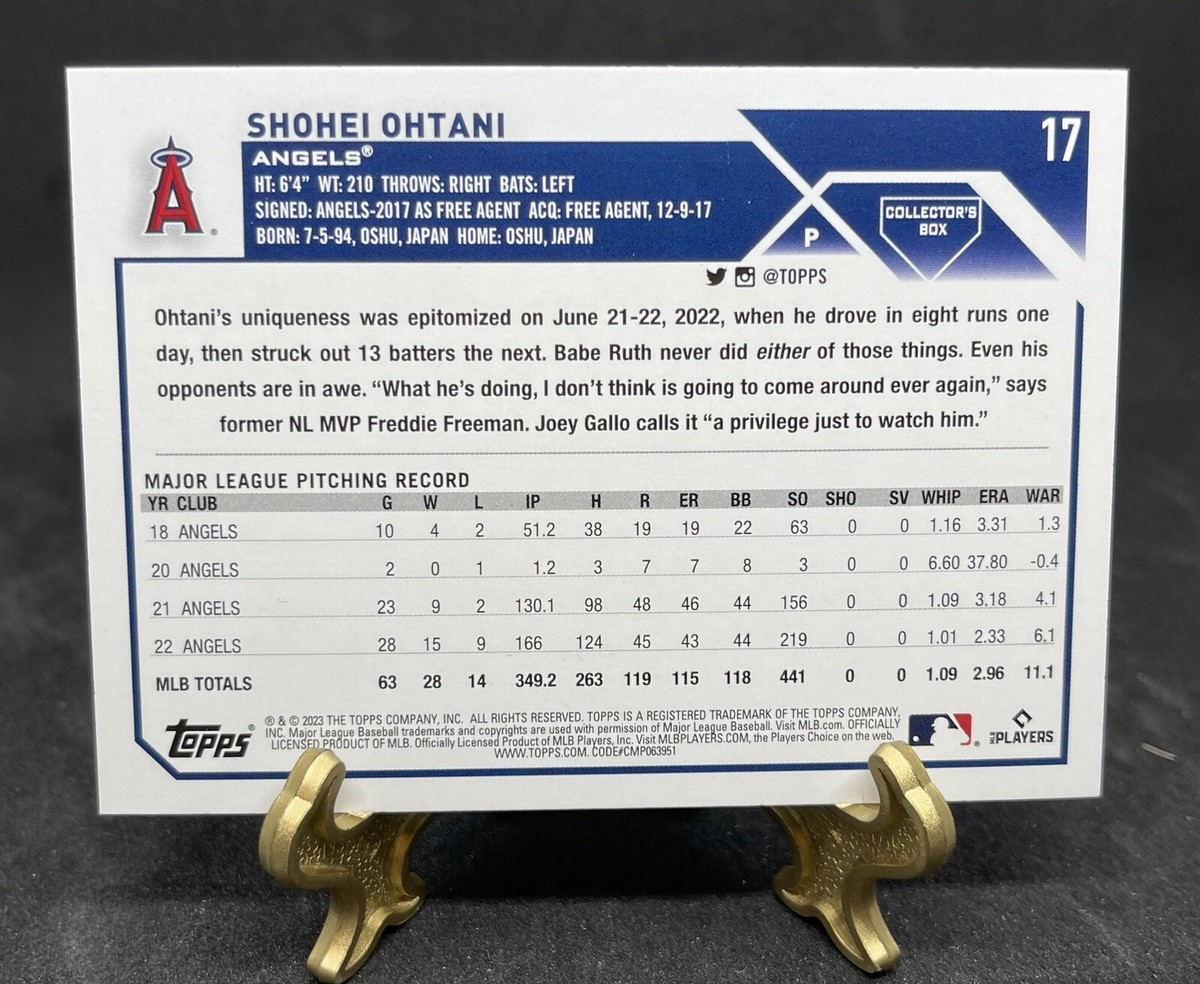 SHOHEI OHTANI
17
ANGELS®
HT: 6'4" WT: 210 THROWS: RIGHT BATS: LEFT
SIGNED: ANGELS-2017 AS FREE AGENT ACQ: FREE AGENT, 12-9-17
BORN: 7-5-94, OSHU, JAPAN HOME: OSHU, JAPAN
A®
P
COLLECTOR'S
BOX
@TOPPS
Ohtani's uniqueness was epitomized on June 21-22, 2022, when he drove in eight runs one
day, then struck out 13 batters the next. Babe Ruth never did either of those things. Even his
opponents are in awe. “What he's doing, I don't think is going to come around ever again,” says
former NL MVP Freddie Freeman. Joey Gallo calls it “a privilege just to watch him.”
MAJOR LEAGUE PITCHING RECORD
YR CLUB G W L IP H R ER BB SO SHO SV WHIP ERA WAR
18 ANGELS 10 4 2 51.2 38 19 19 22 63 0 0 1.16 3.31 1.3
20 ANGELS 2 0 1 1.2 3 7 7 8 3 0 0 6.60 37.80 -0.4
21 ANGELS 23 9 2 130.1 98 48 46 44 156 0 0 1.09 3.18 4.1
22 ANGELS 28 15 9 166 124 45 43 44 219 0 0 1.01 2.33 6.1
MLB TOTALS 63 28 14 349.2 263 119 115 118 441 0 0 1.09 2.96 11.1
TOPPS®
® & © 2023 THE TOPPS COMPANY, INC. ALL RIGHTS RESERVED. TOPPS IS A REGISTERED TRADEMARK OF THE TOPPS COMPANY,
INC. Major League Baseball trademarks and copyrights are used with permission of Major League Baseball. Visit MLB.com. OFFICIALLY
LICENSED PRODUCT OF MLB. Officially Licensed Product of MLB Players, Inc. Visit MLBPLAYERS.COM, the Players Choice on the web.
WWW.TOPPS.COM. CODE#CMP063951
MLB PLAYERS